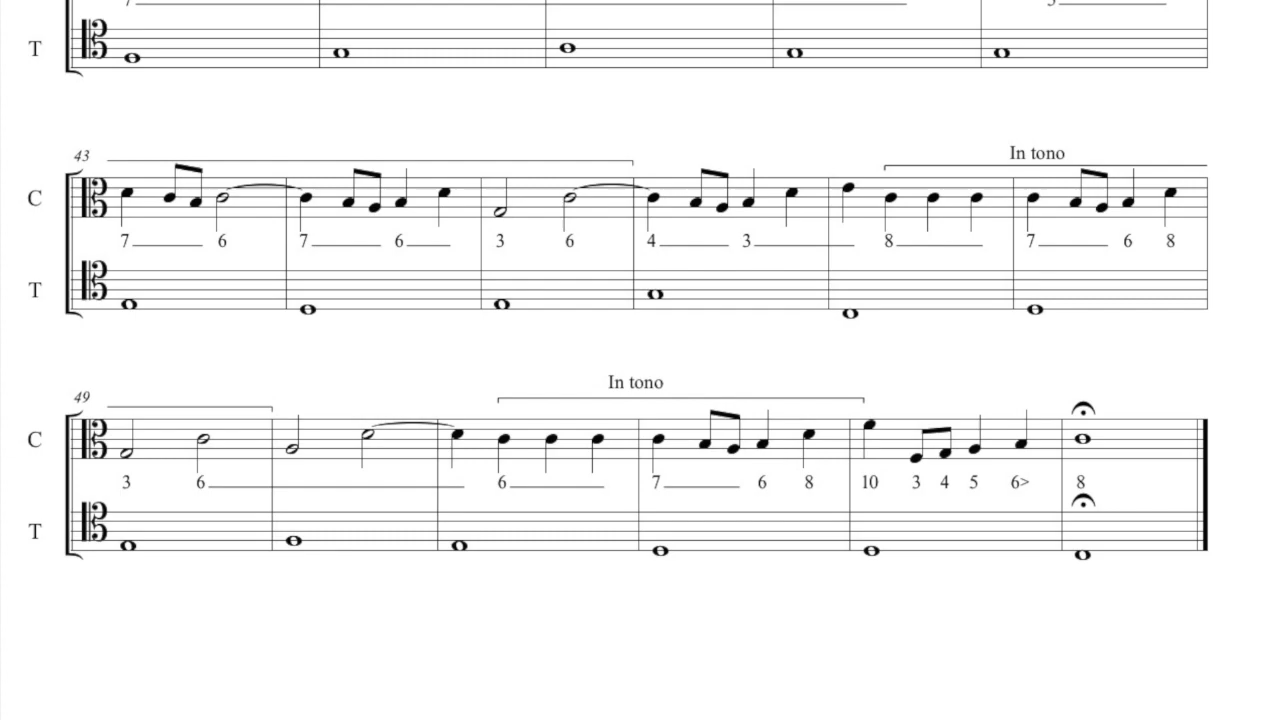 T
43
In tono
C
7 6 7 6 3 6 4 3 8 7 6 8
T
49
In tono
C
3 6 6 7 6 8 10 3 4 5 6> 8
T